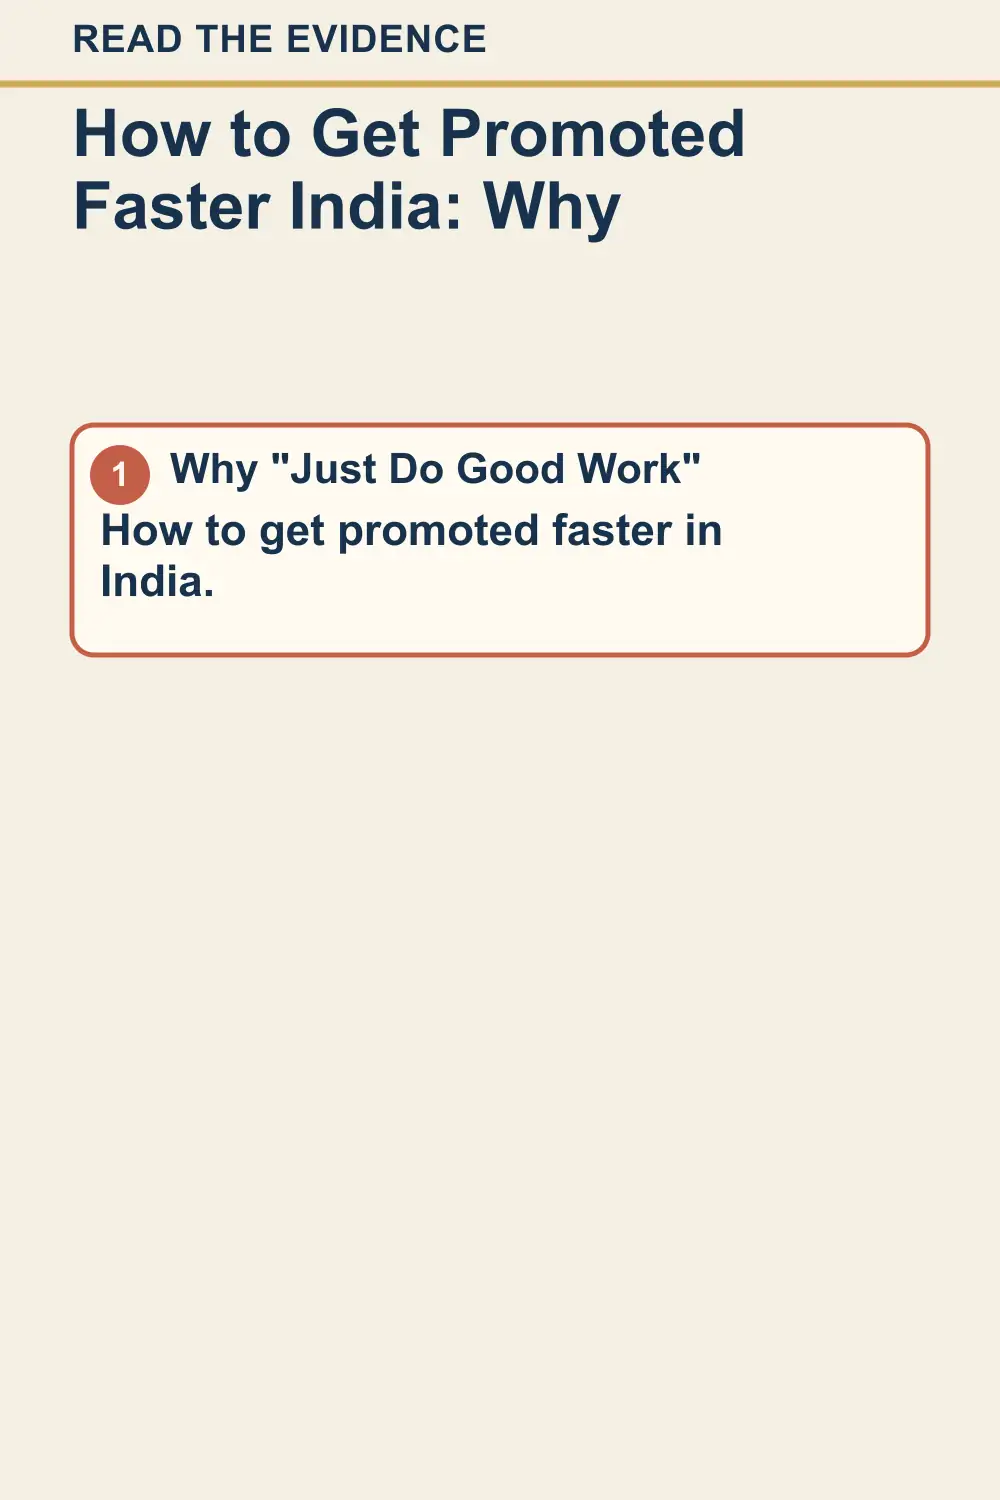 READ THE EVIDENCE
How to Get Promoted
Faster India: Why
1 Why "Just Do Good Work"
How to get promoted faster in
India.